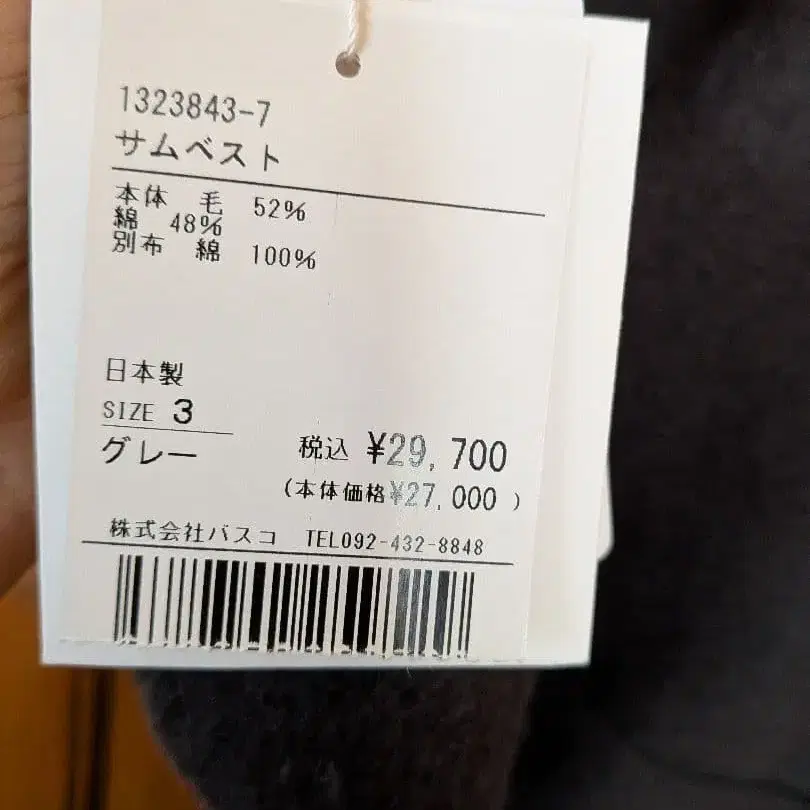 1323843-7
サムベスト
本体 毛 52%
綿 48%
別布 綿 100%
日本製
SIZE 3
グレー 税込 ¥29,700
(本体価格¥27,000 )
株式会社バスコ TEL092-432-8848